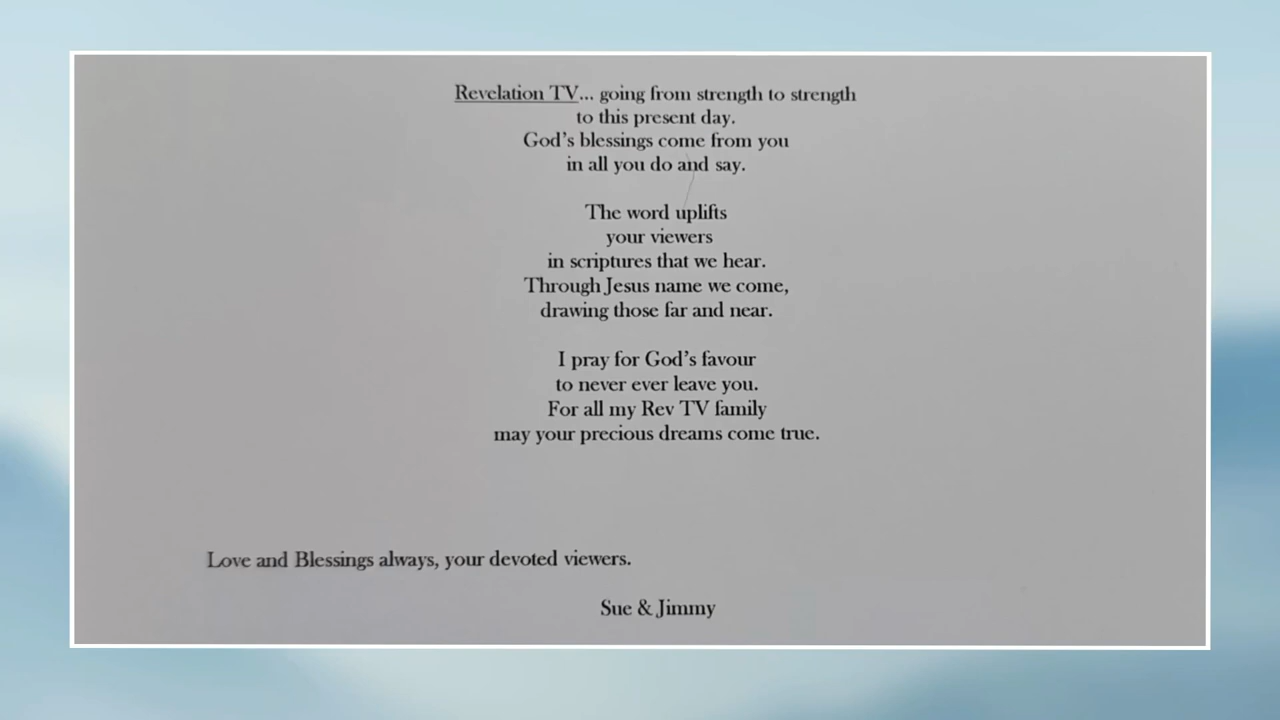 Revelation TV... going from strength to strength
to this present day.
God's blessings come from you
in all you do and say.
The word uplifts
your viewers
in scriptures that we hear.
Through Jesus name we come,
drawing those far and near.
I pray for God's favour
to never ever leave you.
For all my Rev TV family
may your precious dreams come true.
Love and Blessings always, your devoted viewers.
Sue & Jimmy